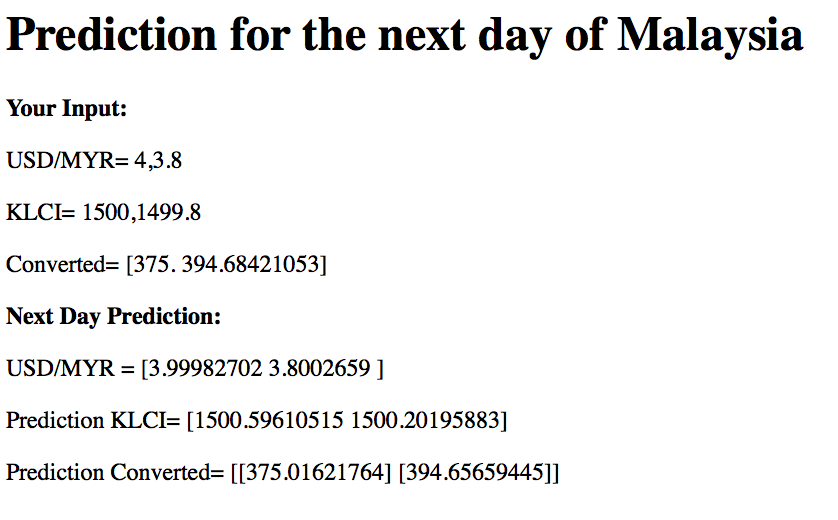 Prediction for the next day of Malaysia
Your Input:
USD/MYR= 4,3.8
KLCI= 1500,1499.8
Converted= [375. 394.68421053]
Next Day Prediction:
USD/MYR = [3.99982702 3.8002659 ]
Prediction KLCI= [1500.59610515 1500.20195883]
Prediction Converted= [[375.01621764] [394.65659445]]